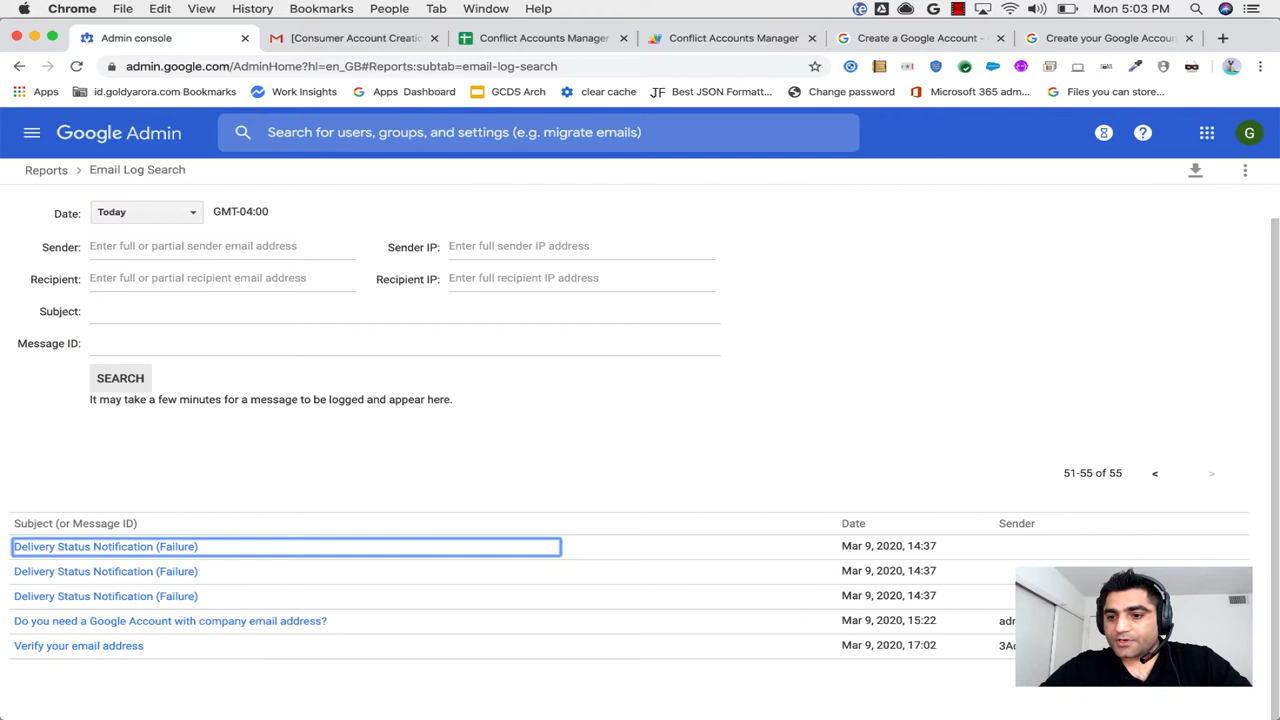 Chrome File Edit View History Bookmarks People Tab Window Help Mon 5:03 PM
Admin console [Consumer Account Creatio Conflict Accounts Manager Conflict Accounts Manager Create a Google Account - Create your Google Accoun
admin.google.com/AdminHome?hl=en_GB#Reports:subtab=email-log-search
Apps id.goldyarora.com Bookmarks Work Insights Apps Dashboard GCDS Arch clear cache JF Best JSON Formatt... Change password Microsoft 365 adm... Files you can store...
Google Admin Search for users, groups, and settings (e.g. migrate emails) G
Reports > Email Log Search
Date: Today GMT-04:00
Sender: Enter full or partial sender email address Sender IP: Enter full sender IP address
Recipient: Enter full or partial recipient email address Recipient IP: Enter full recipient IP address
Subject:
Message ID:
SEARCH
It may take a few minutes for a message to be logged and appear here.
51-55 of 55 < >
Subject (or Message ID) Date Sender
Delivery Status Notification (Failure) Mar 9, 2020, 14:37
Delivery Status Notification (Failure) Mar 9, 2020, 14:37
Delivery Status Notification (Failure) Mar 9, 2020, 14:37
Do you need a Google Account with company email address? Mar 9, 2020, 15:22 adm
Verify your email address Mar 9, 2020, 17:02 3Ac